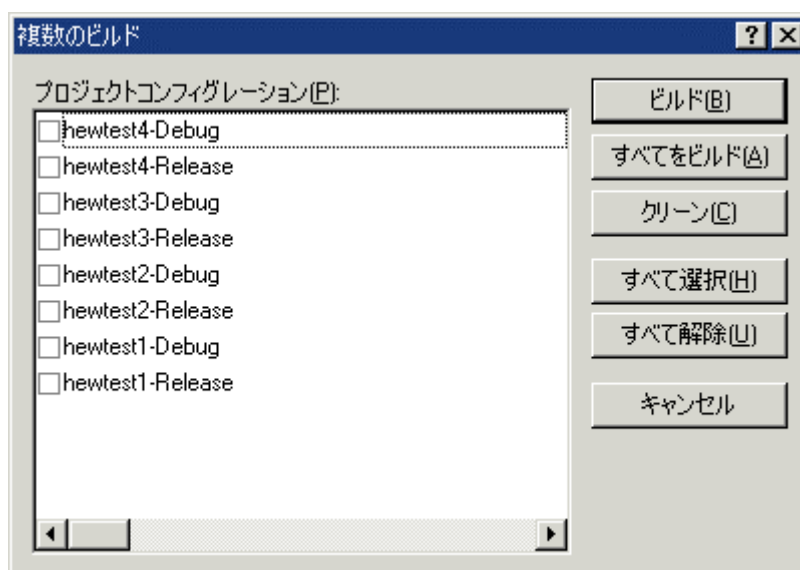 複数のビルド
プロジェクトコンフィグレーション(P):
hewtest4-Debug
hewtest4-Release
hewtest3-Debug
hewtest3-Release
hewtest2-Debug
hewtest2-Release
hewtest1-Debug
hewtest1-Release
ビルド(B)
すべてをビルド(A)
クリーン(C)
すべて選択(H)
すべて解除(U)
キャンセル